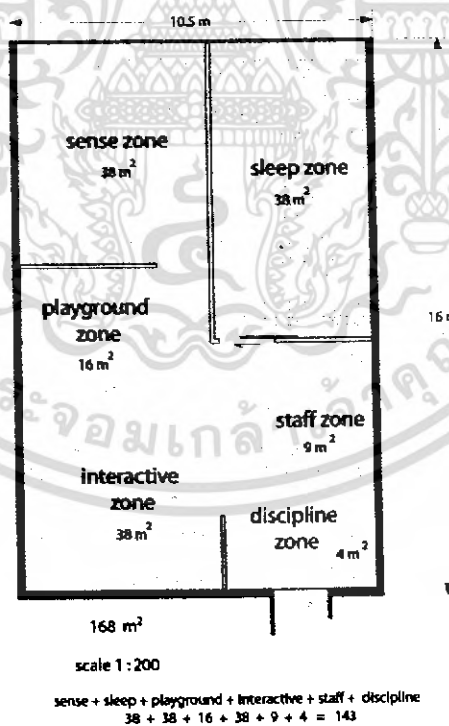 10.5 m
sense zone
38 m²
sleep zone
38 m²
playground
zone
16 m²
16 m
staff zone
9 m²
interactive
zone
38 m²
discipline
zone
4 m²
168 m²
scale 1 : 200
sense + sleep + playground + interactive + staff + discipline
38 + 38 + 16 + 38 + 9 + 4 = 143